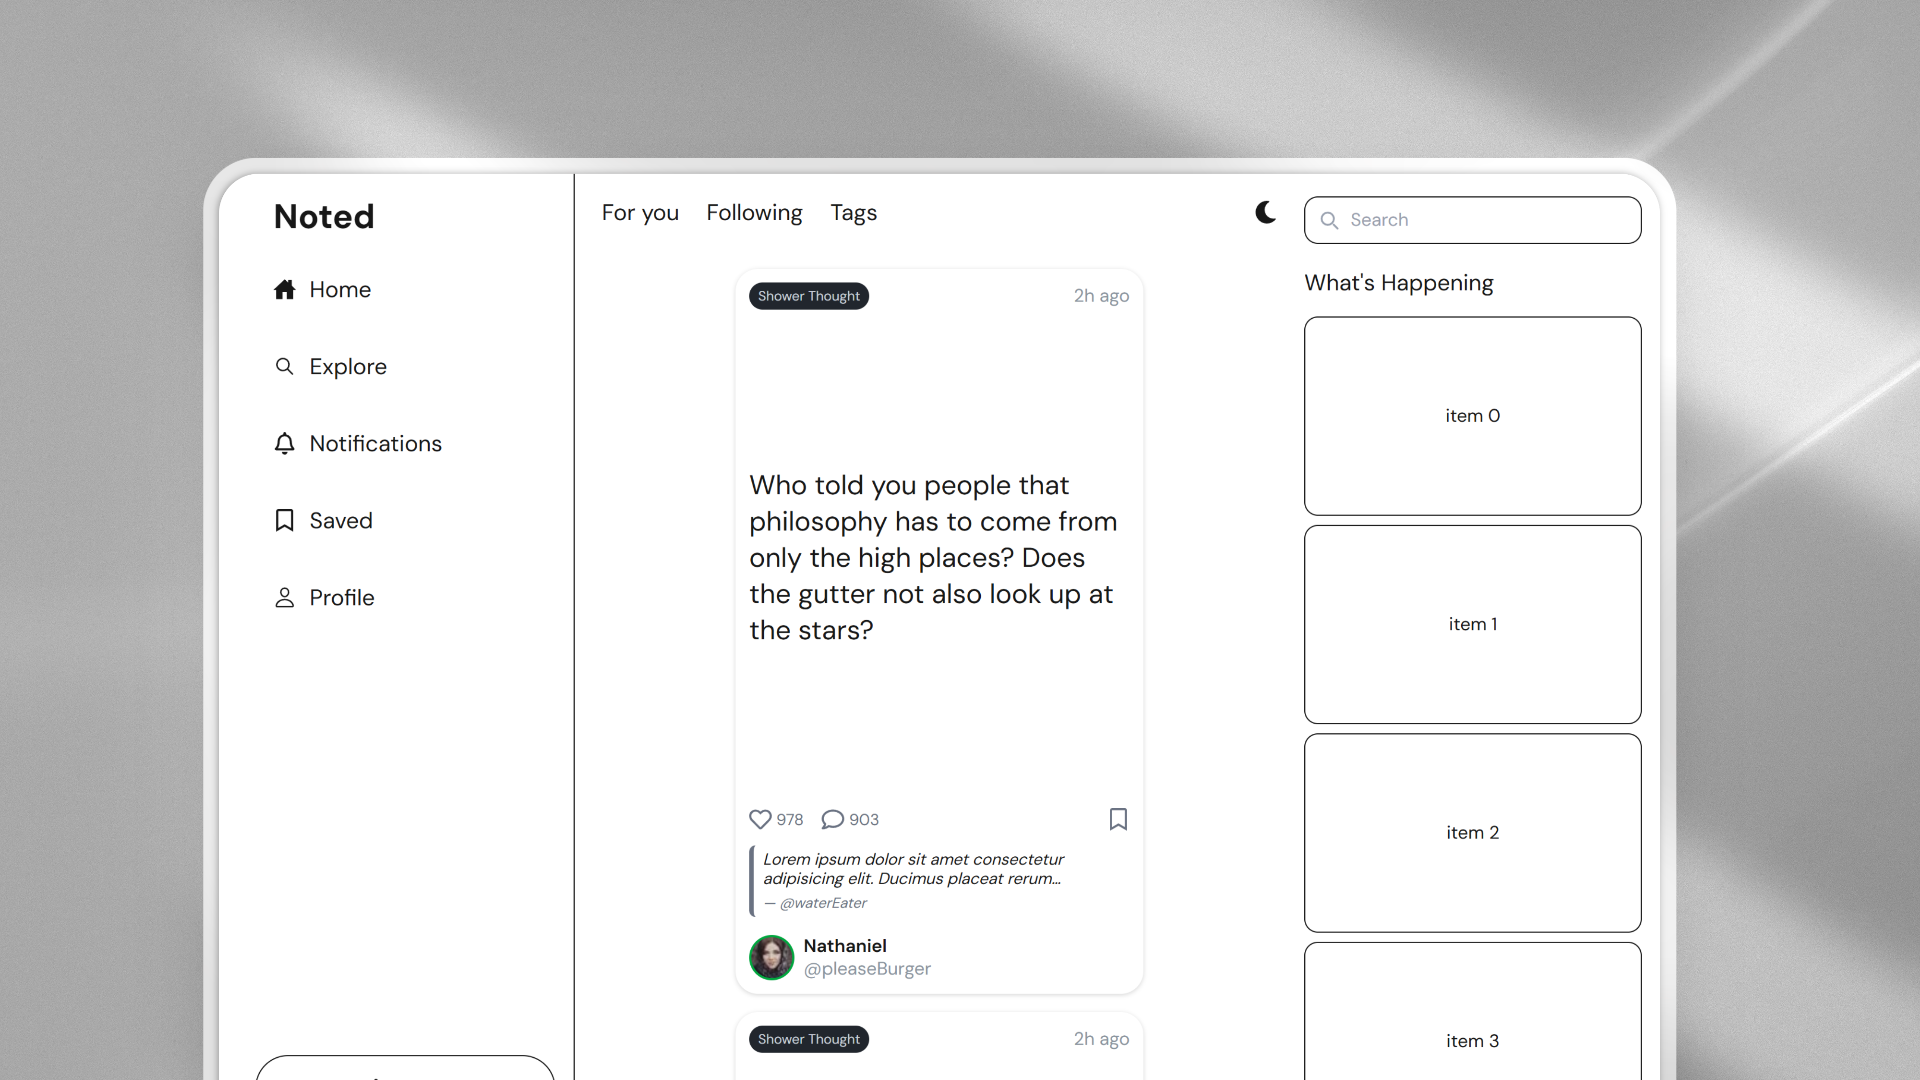 Noted
Home
Explore
Notifications
Saved
Profile
For you
Following
Tags
Shower Thought
2h ago
Who told you people that
philosophy has to come from
only the high places? Does
the gutter not also look up at
the stars?
978
903
Lorem ipsum dolor sit amet consectetur
adipisicing elit. Ducimus placeat rerum...
— @waterEater
Nathaniel
@pleaseBurger
Shower Thought
2h ago
Search
What's Happening
item 0
item 1
item 2
item 3